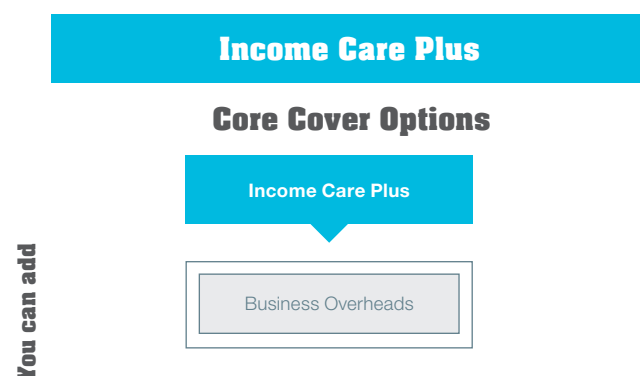 Income Care Plus
Core Cover Options
Income Care Plus
You can add
Business Overheads